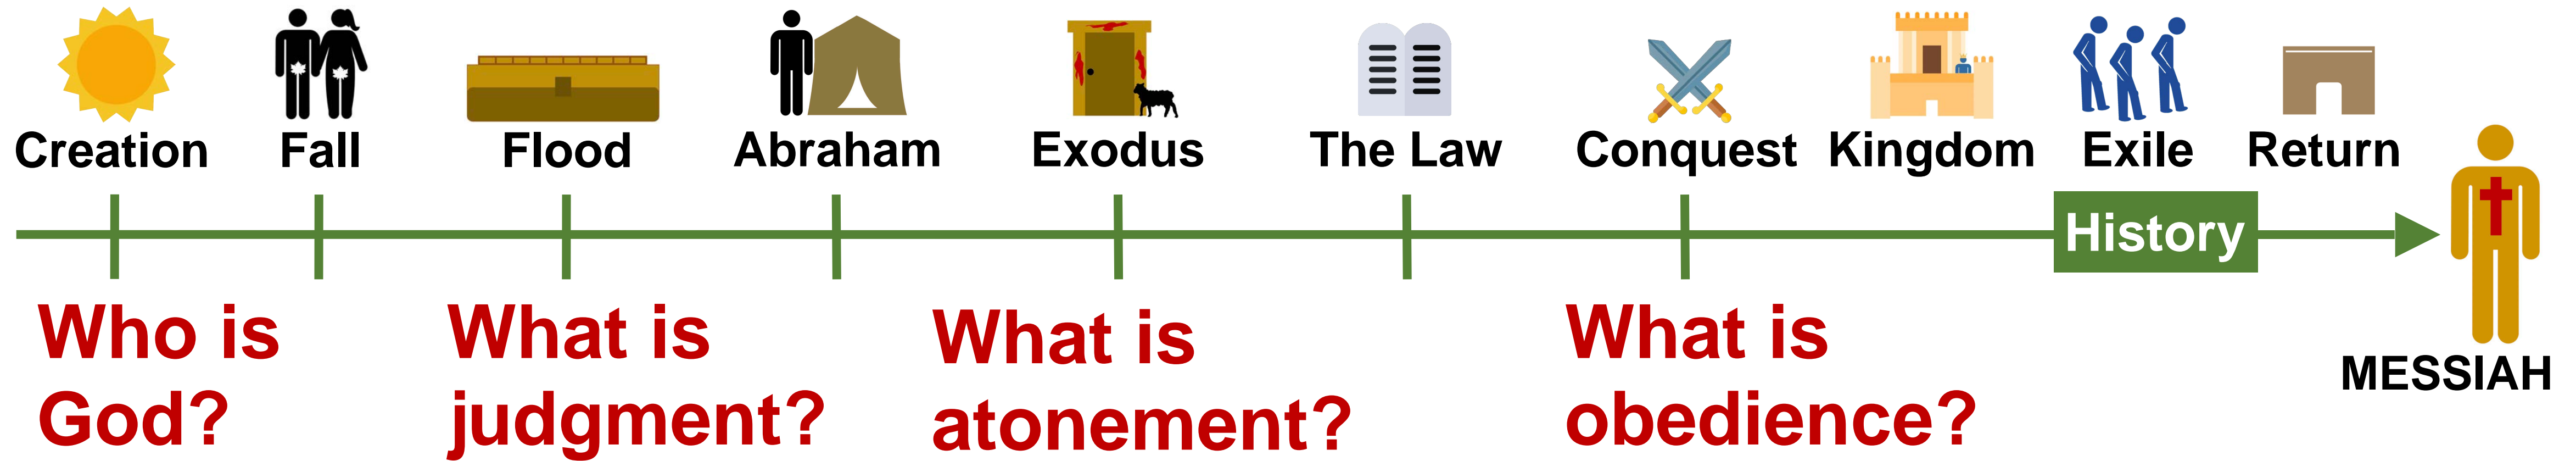 Creation Fall Flood Abraham Exodus The Law Conquest Kingdom Exile Return
History
Who is
God?
What is
judgment?
What is
atonement?
What is
obedience?
MESSIAH